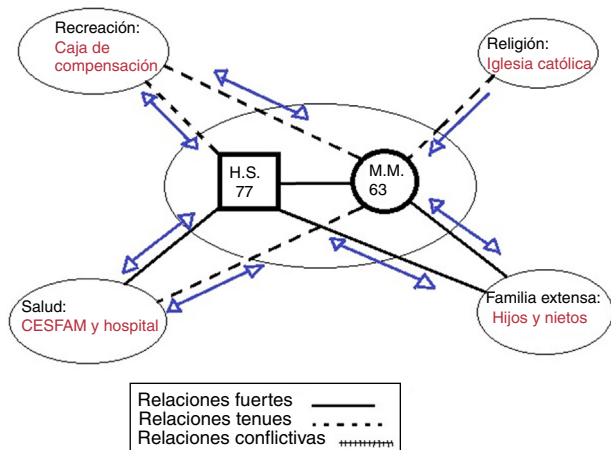 Recreación:
Caja de
compensación
Religión:
Iglesia católica
H.S.
77
M.M.
63
Salud:
CESFAM y hospital
Familia extensa:
Hijos y nietos
Relaciones fuertes
Relaciones tenues
Relaciones conflictivas